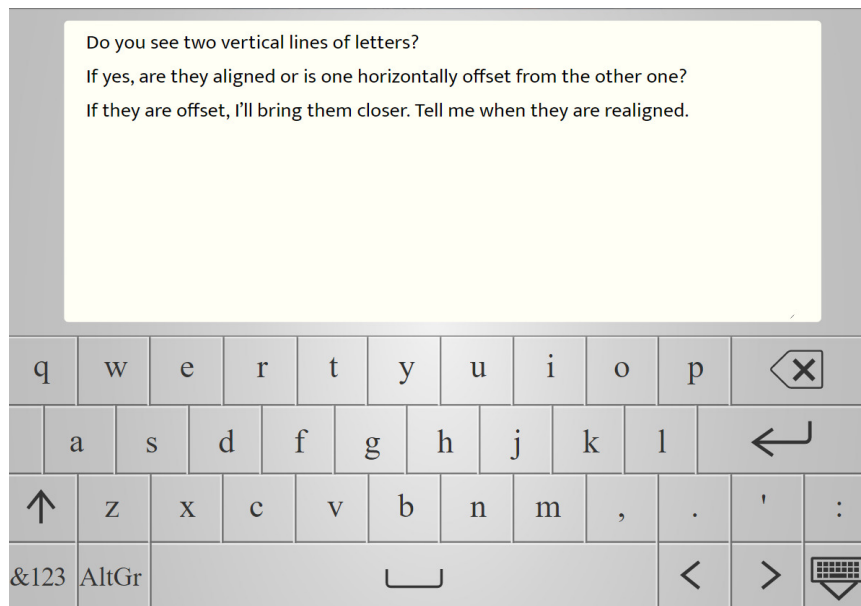 Do you see two vertical lines of letters?
If yes, are they aligned or is one horizontally offset from the other one?
If they are offset, I’ll bring them closer. Tell me when they are realigned.
q w e r t y u i o p
a s d f g h j k l
z x c v b n m , . ' :
&123 AltGr < >